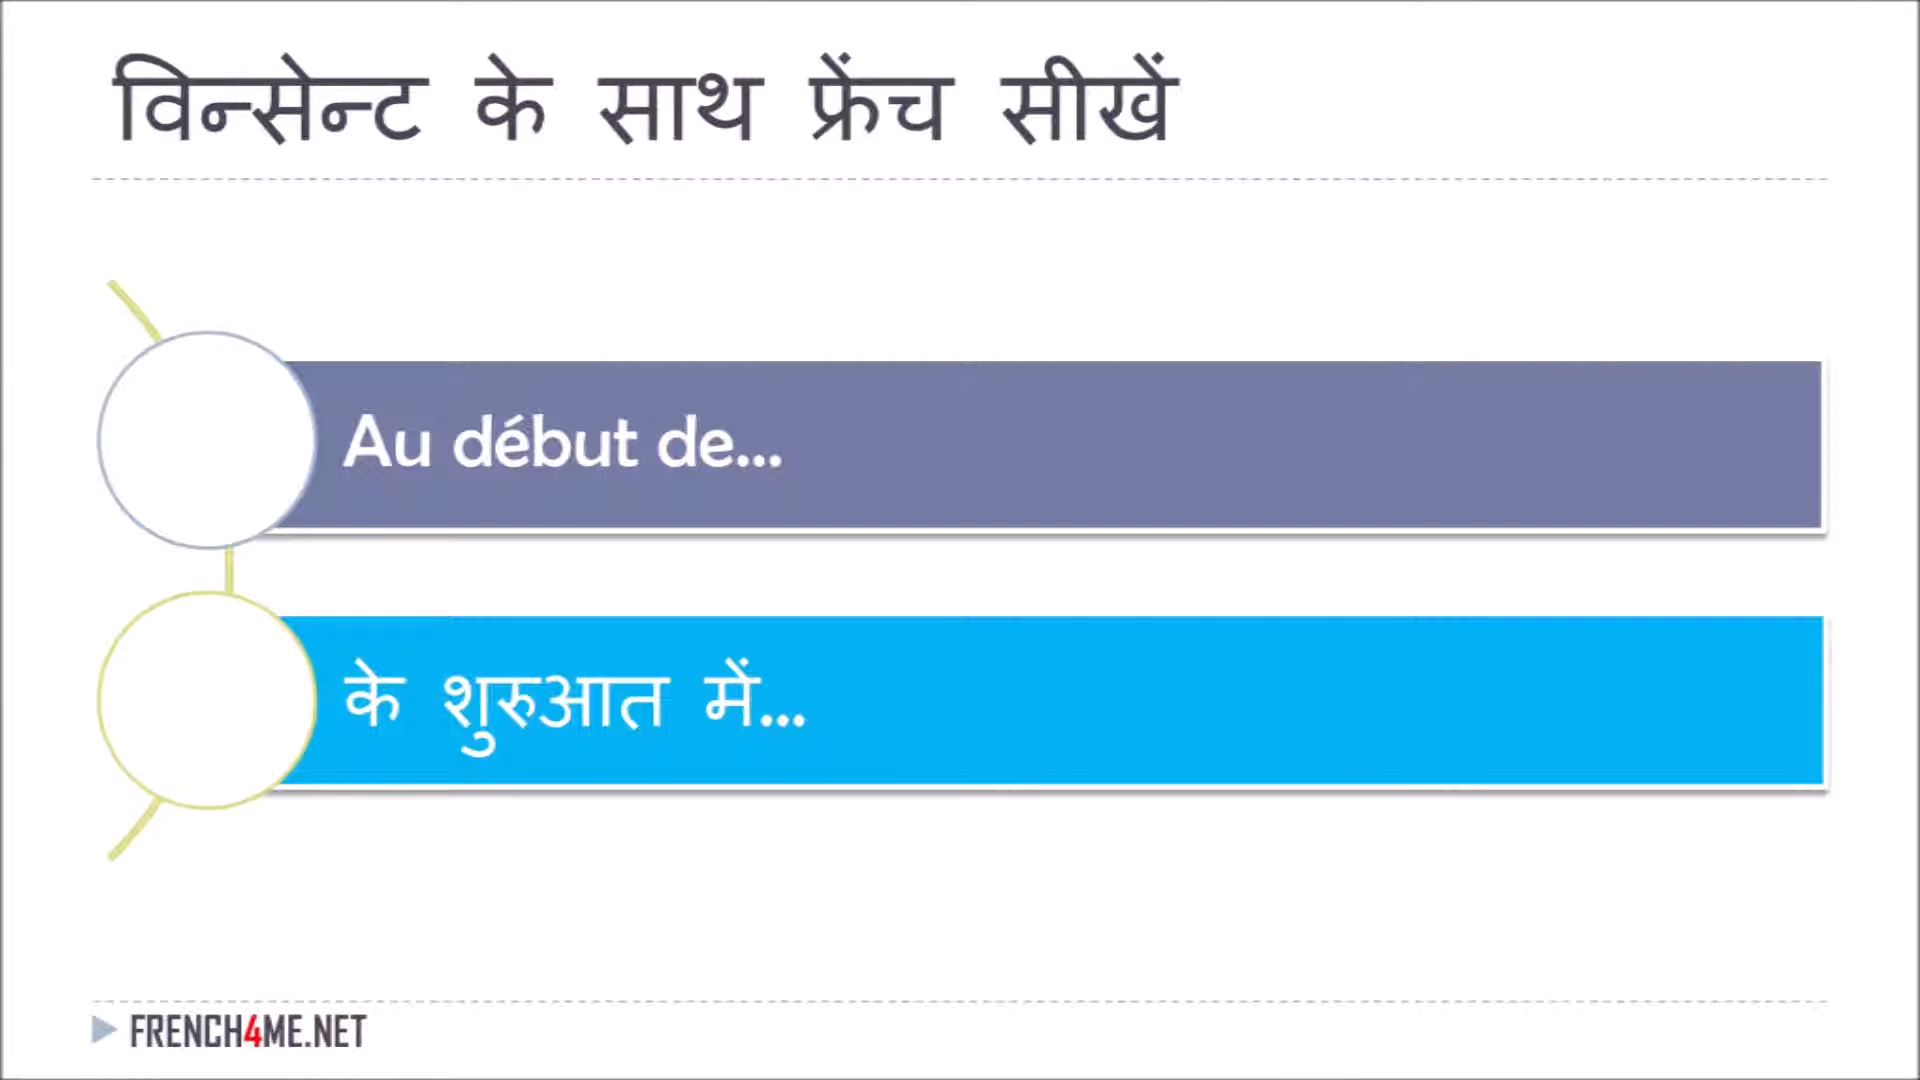 विन्सेन्ट के साथ फ्रेंच सीखें
Au début de...
के शुरुआत में...
FRENCH4ME.NET